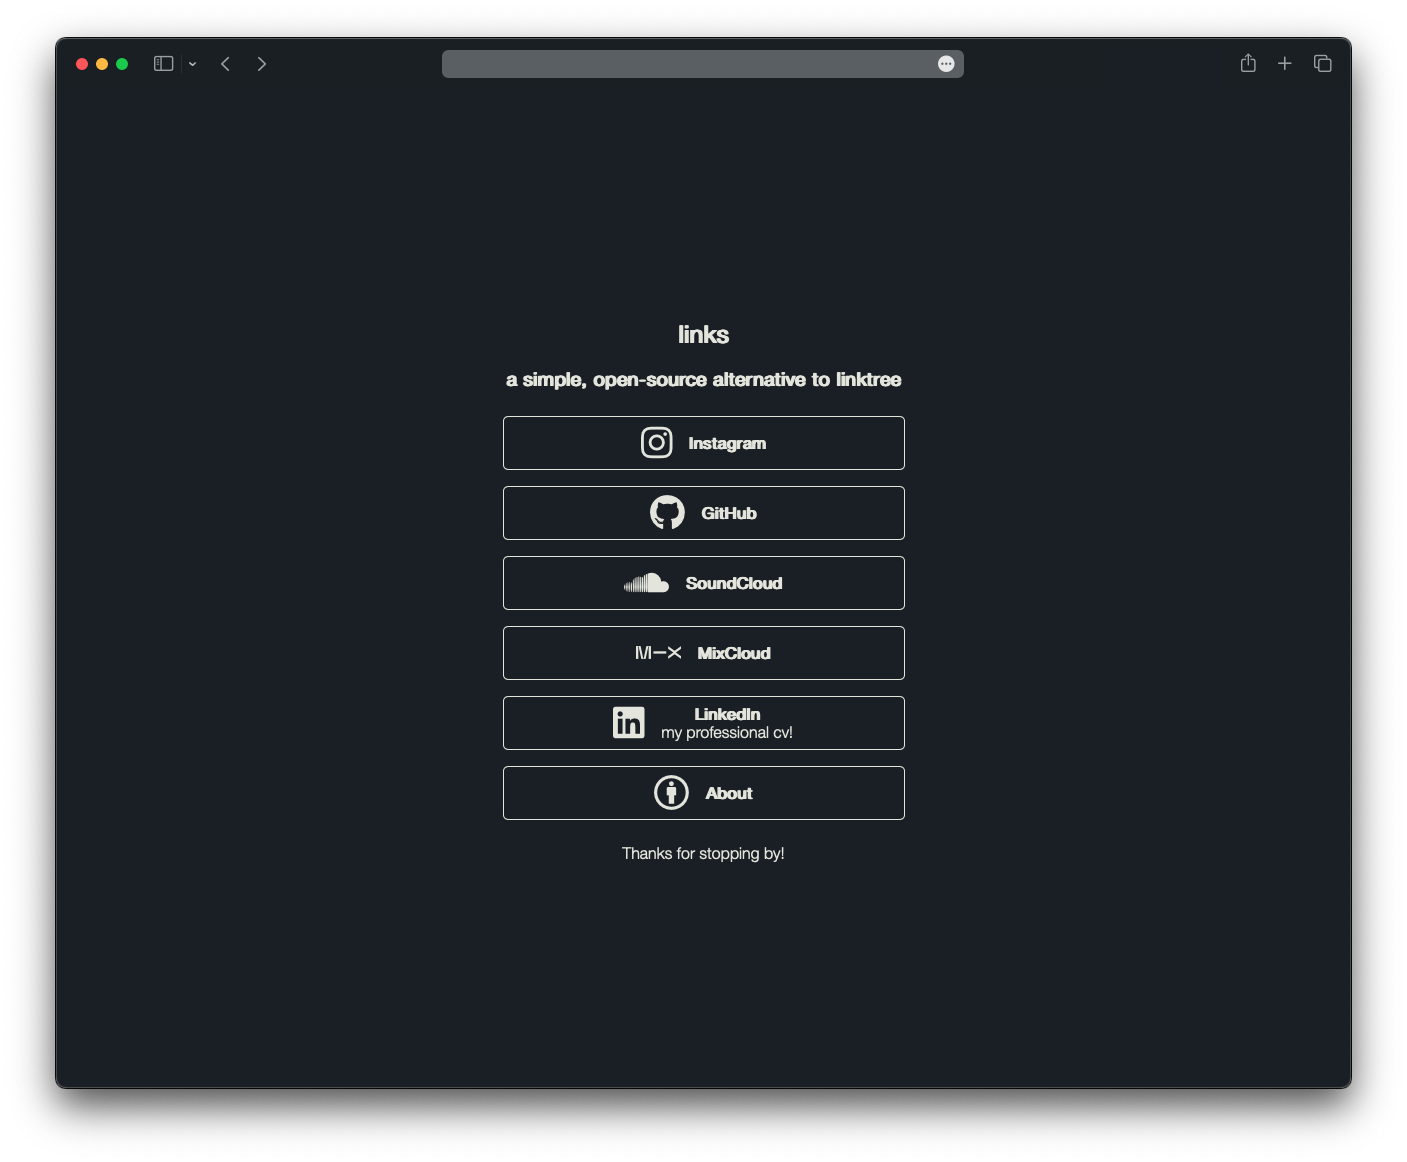 links
a simple, open-source alternative to linktree
Instagram
GitHub
SoundCloud
M-X MixCloud
in LinkedIn
my professional cv!
About
Thanks for stopping by!